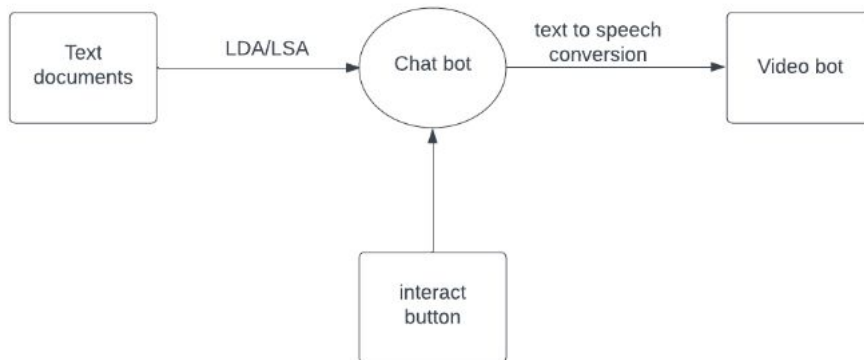 Text
documents
LDA/LSA
Chat bot
text to speech
conversion
Video bot
interact
button